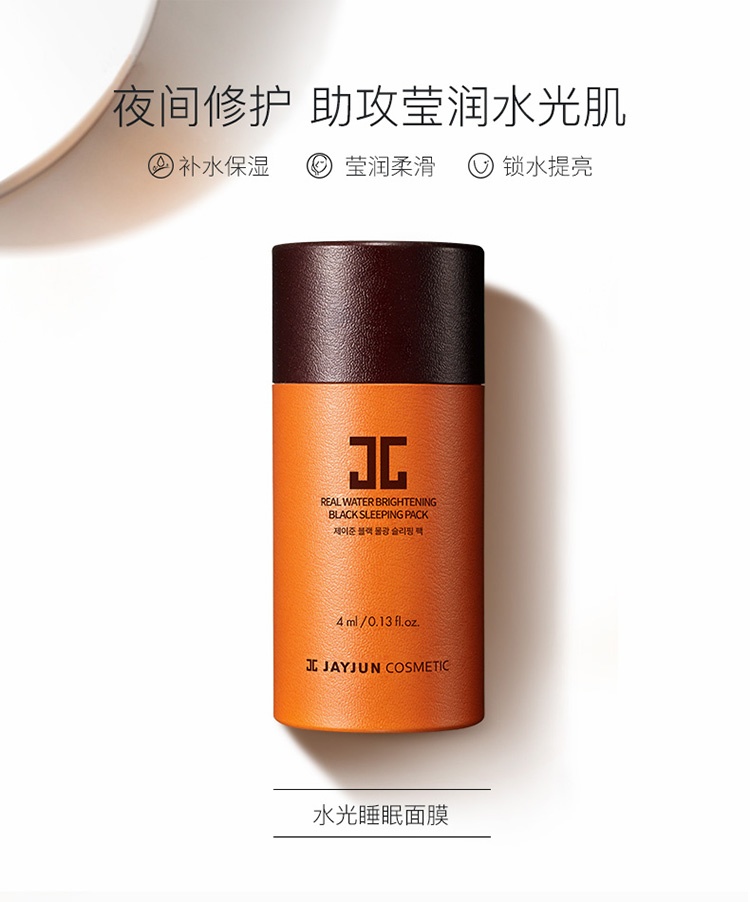 夜间修护 助攻莹润水光肌
补水保湿 莹润柔滑 锁水提亮
REAL WATER BRIGHTENING
BLACK SLEEPING PACK
제이준 블랙 물광 슬리핑 팩
4 ml / 0.13 fl.oz.
JAYJUN COSMETIC
水光睡眠面膜